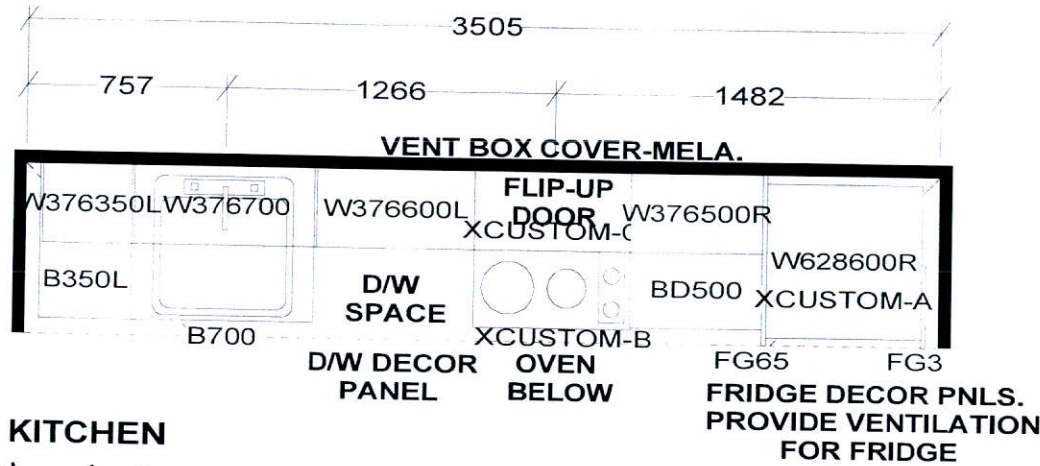 3505
757 1266 1482
VENT BOX COVER-MELA.
FLIP-UP
DOOR
W376350L W376700 W376600L W376500R
XCUSTOM-C
W628600R
B350L D/W
SPACE BD500 XCUSTOM-A
B700 XCUSTOM-B
D/W DECOR
PANEL
OVEN
BELOW
FG65 FG3
FRIDGE DECOR PNLS.
PROVIDE VENTILATION
FOR FRIDGE
KITCHEN